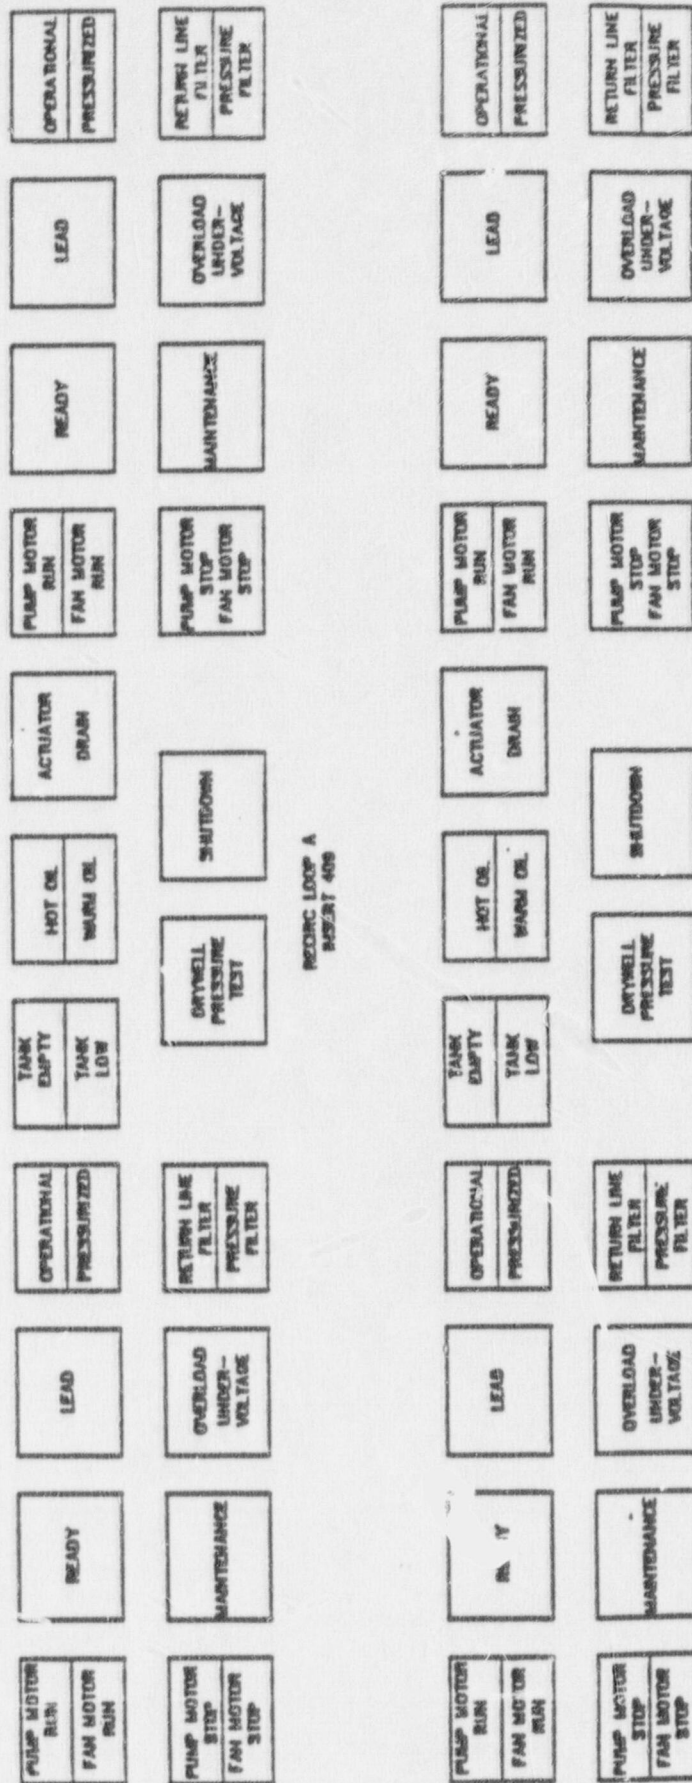 PUMP MOTOR
RUN
FAN MOTOR
RUN
READY
LEAD
OPERATIONAL
PRESSURIZED
TANK
EMPTY
TANK
LOW
HOT OIL
WARM OIL
ACTUATOR
DRAIN
PUMP MOTOR
RUN
FAN MOTOR
RUN
READY
LEAD
OPERATIONAL
PRESSURIZED
PUMP MOTOR
STOP
FAN MOTOR
STOP
MAINTENANCE
OVERLOAD
UNDER-
VOLTAGE
RETURN LINE
FILTER
PRESSURE
FILTER
DRYWELL
PRESSURE
TEST
SHUTDOWN
PUMP MOTOR
STOP
FAN MOTOR
STOP
MAINTENANCE
OVERLOAD
UNDER-
VOLTAGE
RETURN LINE
FILTER
PRESSURE
FILTER
RECIRC LOOP A
INSERT 409
PUMP MOTOR
RUN
FAN MOTOR
RUN
LEAD
OPERATIONAL
PRESSURIZED
TANK
EMPTY
TANK
LOW
HOT OIL
WARM OIL
ACTUATOR
DRAIN
PUMP MOTOR
RUN
FAN MOTOR
RUN
READY
LEAD
OPERATIONAL
PRESSURIZED
PUMP MOTOR
STOP
FAN MOTOR
STOP
MAINTENANCE
OVERLOAD
UNDER-
VOLTAGE
RETURN LINE
FILTER
PRESSURE
FILTER
DRYWELL
PRESSURE
TEST
SHUTDOWN
PUMP MOTOR
STOP
FAN MOTOR
STOP
MAINTENANCE
OVERLOAD
UNDER-
VOLTAGE
RETURN LINE
FILTER
PRESSURE
FILTER